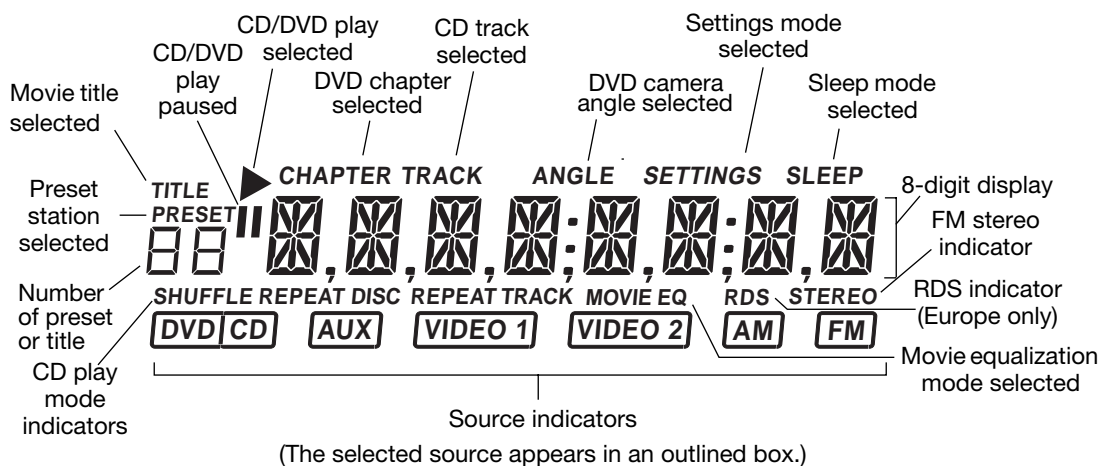 CD/DVD play
selected
CD track
selected
Settings mode
selected
CD/DVD
play
paused
DVD chapter
selected
DVD camera
angle selected
Sleep mode
selected
Movie title
selected
TITLE
CHAPTER TRACK ANGLE SETTINGS SLEEP
Preset
station
selected
PRESET
8-digit display
FM stereo
indicator
Number
of preset
or title
SHUFFLE REPEAT DISC REPEAT TRACK MOVIE EQ RDS STEREO
RDS indicator
(Europe only)
DVD CD AUX VIDEO 1 VIDEO 2 AM FM
CD play
mode
indicators
Movie equalization
mode selected
Source indicators
(The selected source appears in an outlined box.)